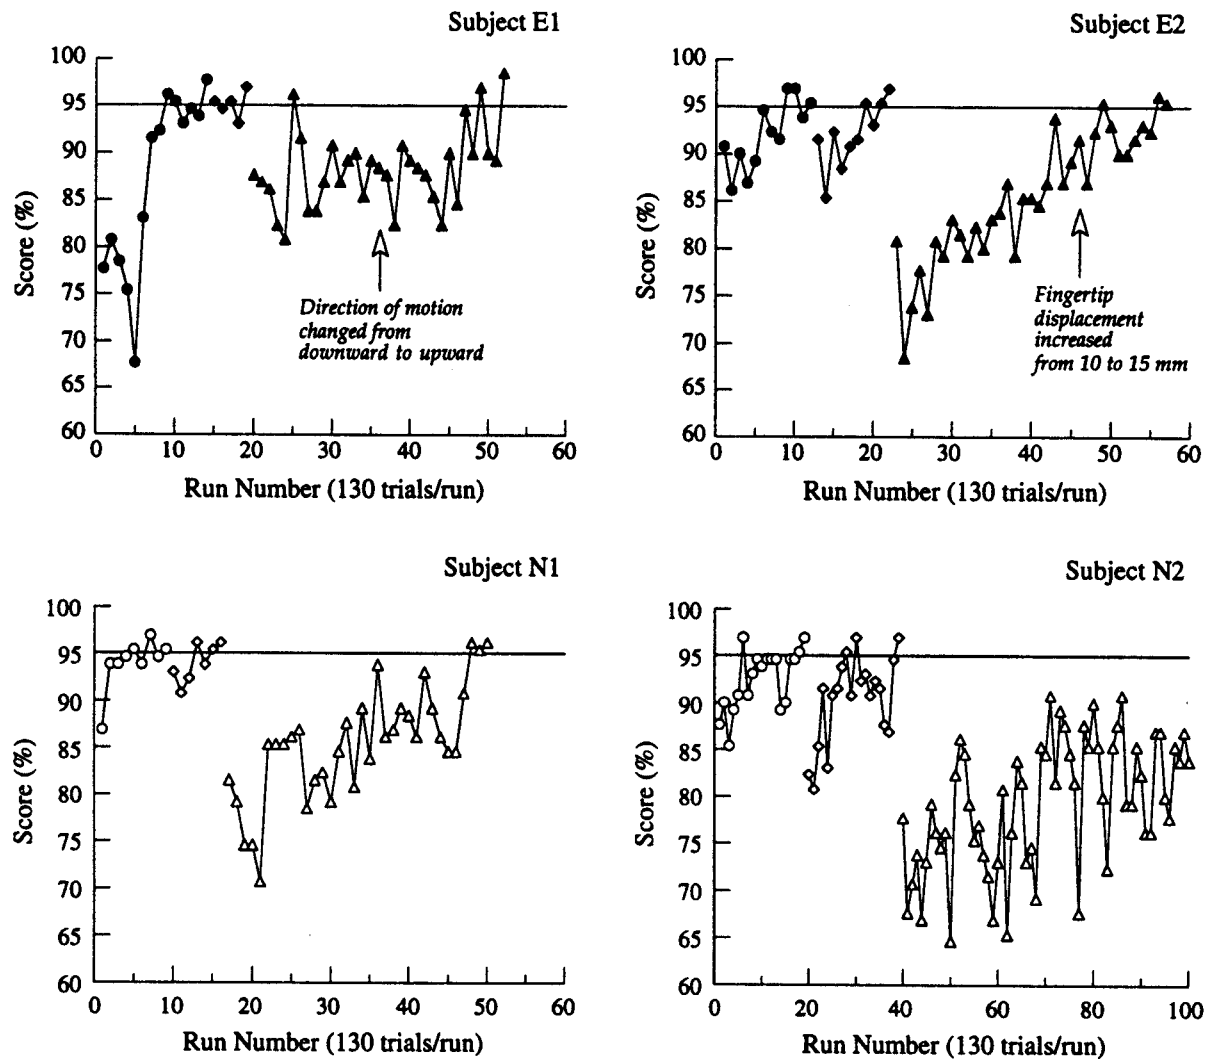 Subject E1
100
95
90
85
80
75
70
65
60
Score (%)
Direction of motion
changed from
downward to upward
0 10 20 30 40 50 60
Run Number (130 trials/run)
Subject E2
100
95
90
85
80
75
70
65
60
Score (%)
Fingertip
displacement
increased
from 10 to 15 mm
0 10 20 30 40 50 60
Run Number (130 trials/run)
Subject N1
100
95
90
85
80
75
70
65
60
Score (%)
0 10 20 30 40 50 60
Run Number (130 trials/run)
Subject N2
100
95
90
85
80
75
70
65
60
Score (%)
0 20 40 60 80 100
Run Number (130 trials/run)